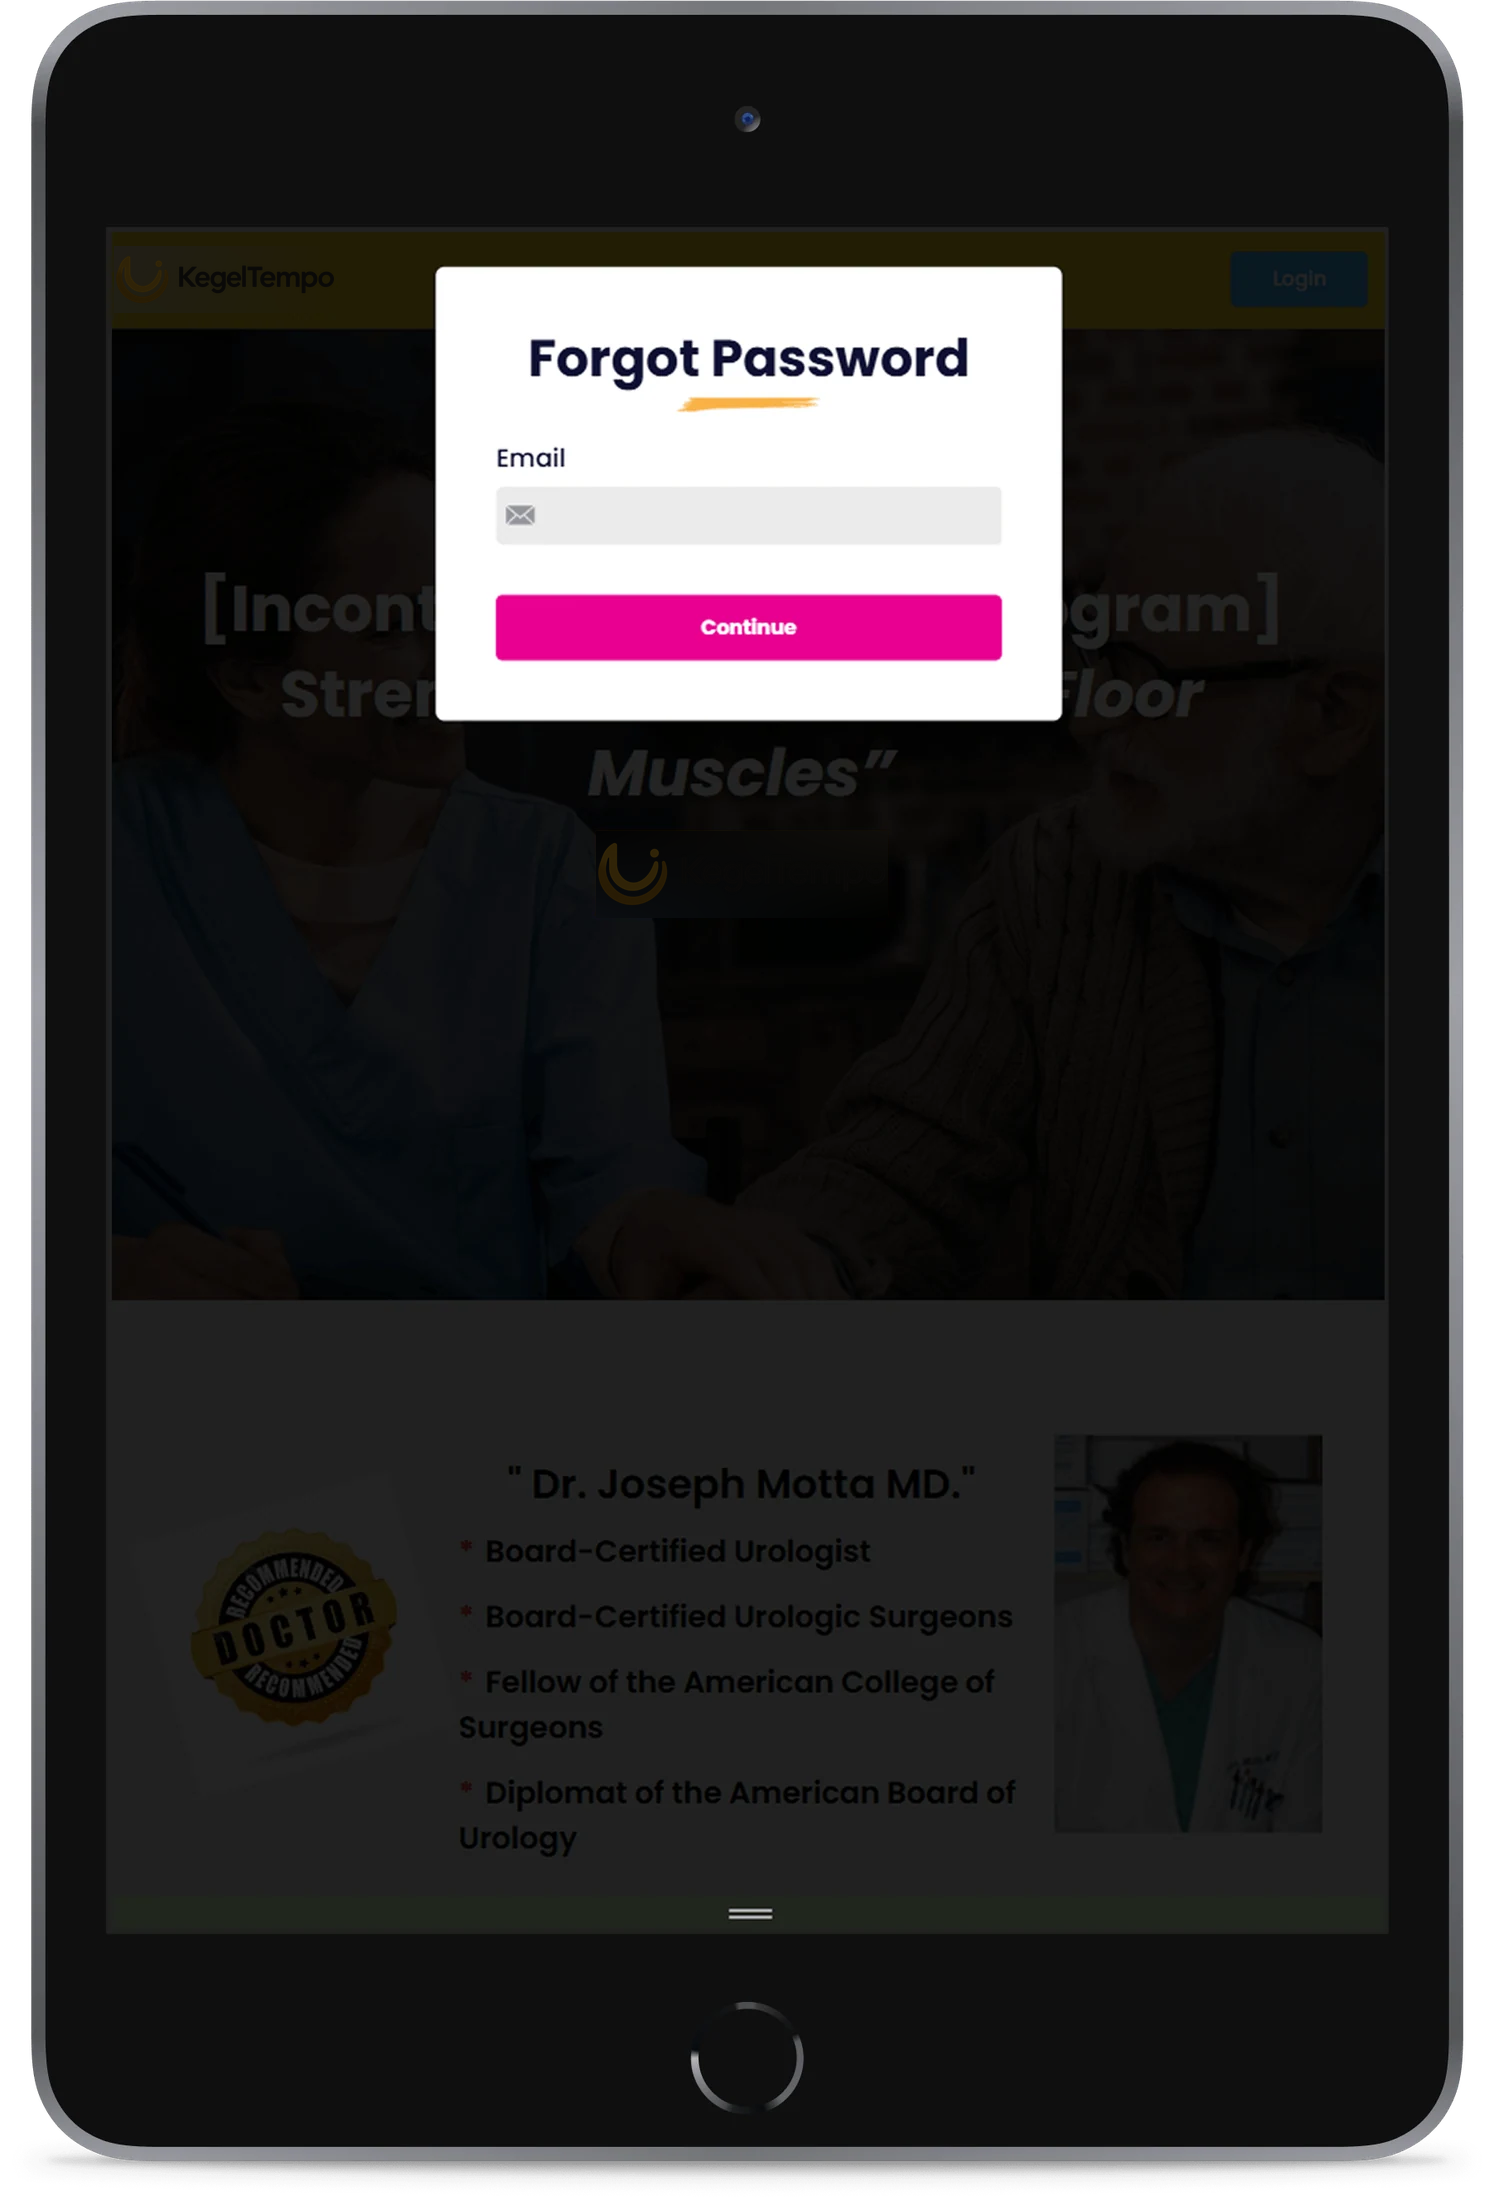 KegelTempo
Login
Forgot Password
Email
Continue
[Incont
gram]
Stren
Floor
Muscles”
" Dr. Joseph Motta MD."
* Board-Certified Urologist
* Board-Certified Urologic Surgeons
* Fellow of the American College of
Surgeons
* Diplomat of the American Board of
Urology
RECOMMENDED
DOCTOR
RECOMMENDED